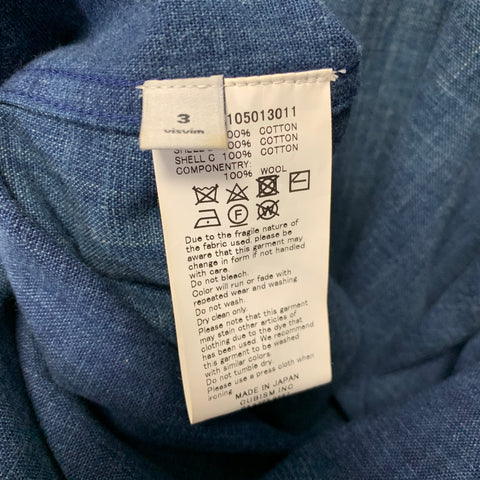 3
visvim
105013011
100% COTTON
SHELL B 100% COTTON
SHELL C 100% COTTON
COMPONENTRY:
100% WOOL
F
W
Due to the fragile nature of
the fabric used, please be
aware that this garment may
change in form if not handled
with care.
Do not bleach.
Color will run or fade with
repeated wear and washing
Do not wash.
Dry clean only.
Please note that this garment
may stain other articles of
clothing due to the dye that
has been used. We recommend
this garment to be washed
with similar colors.
Do not tumble dry.
Please use a press cloth when
ironing
MADE IN JAPAN
CUBISM INC.